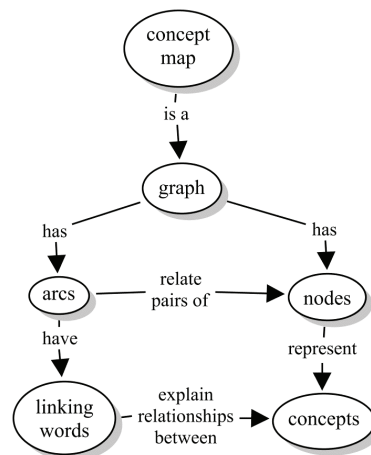 concept
map
is a
graph
has
has
arcs
relate
pairs of
nodes
have
represent
linking
words
explain
relationships
between
concepts